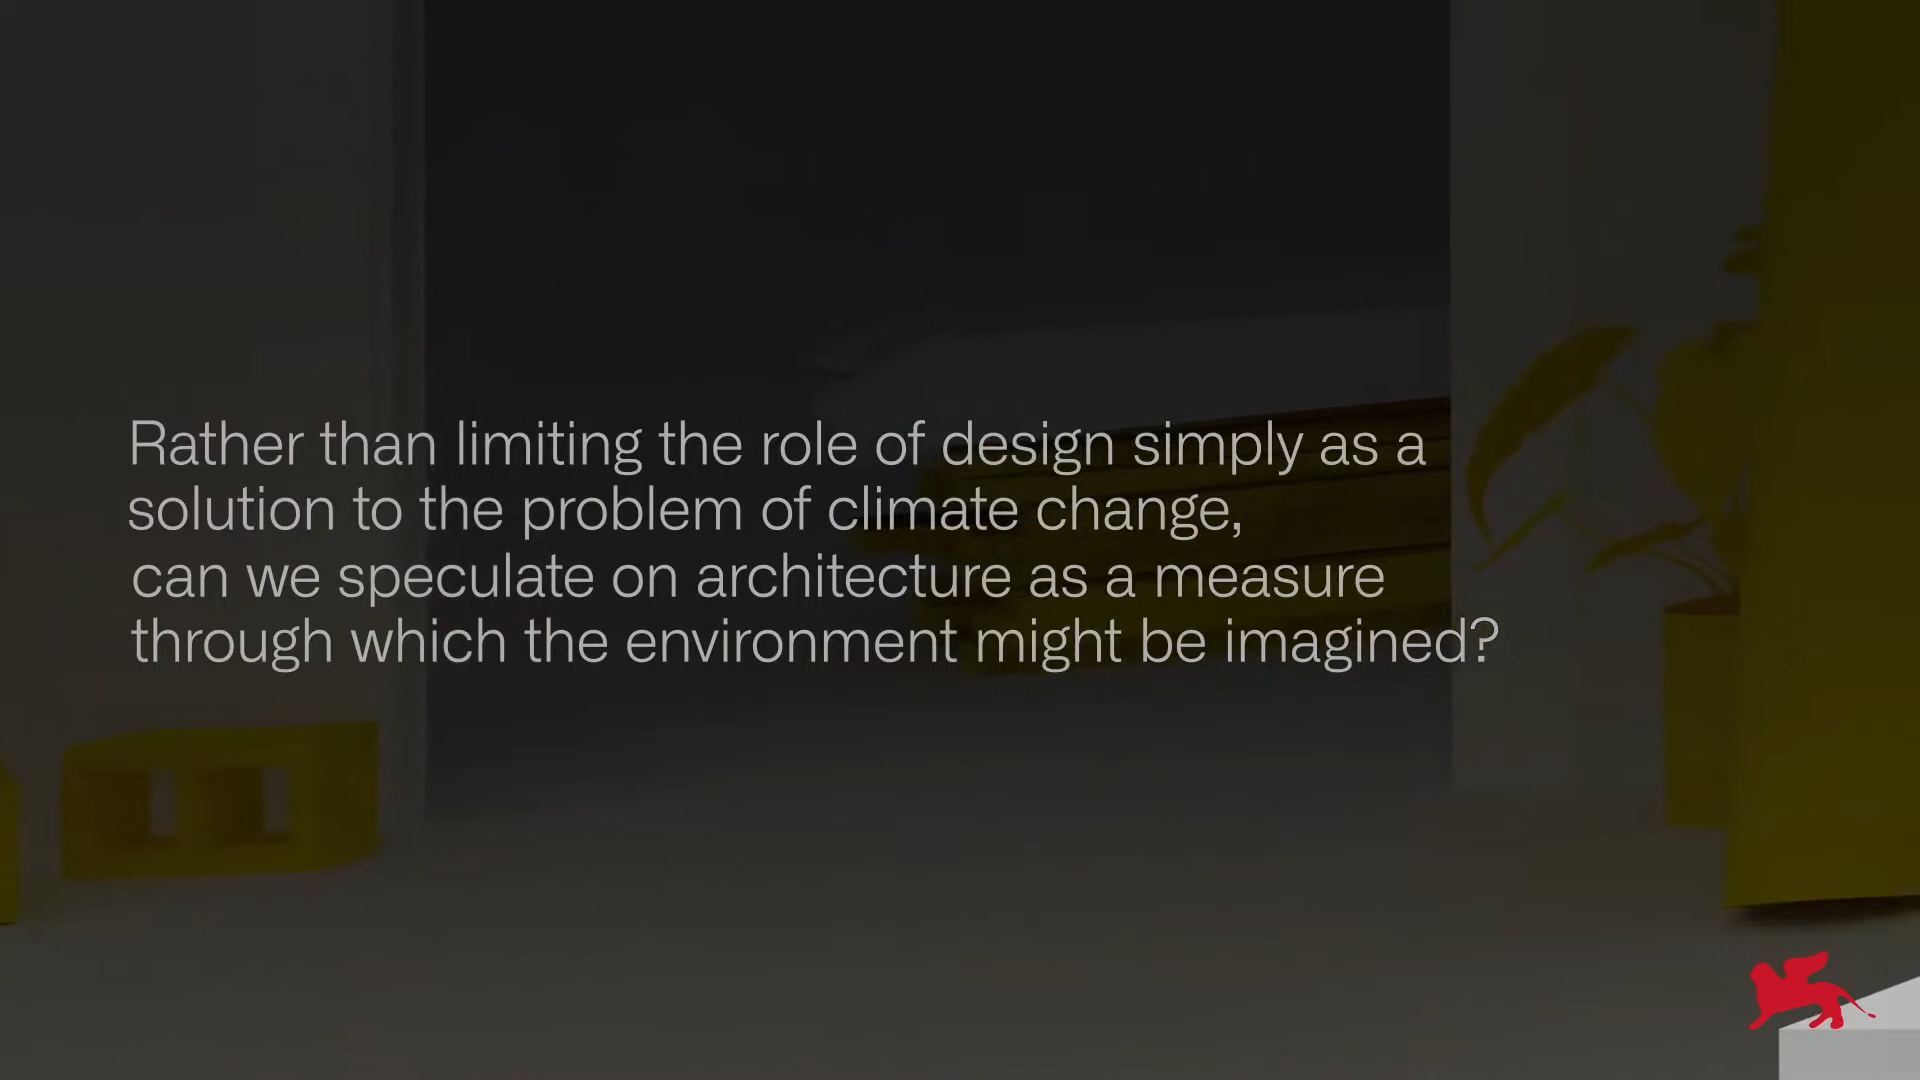 Rather than limiting the role of design simply as a
solution to the problem of climate change,
can we speculate on architecture as a measure
through which the environment might be imagined?